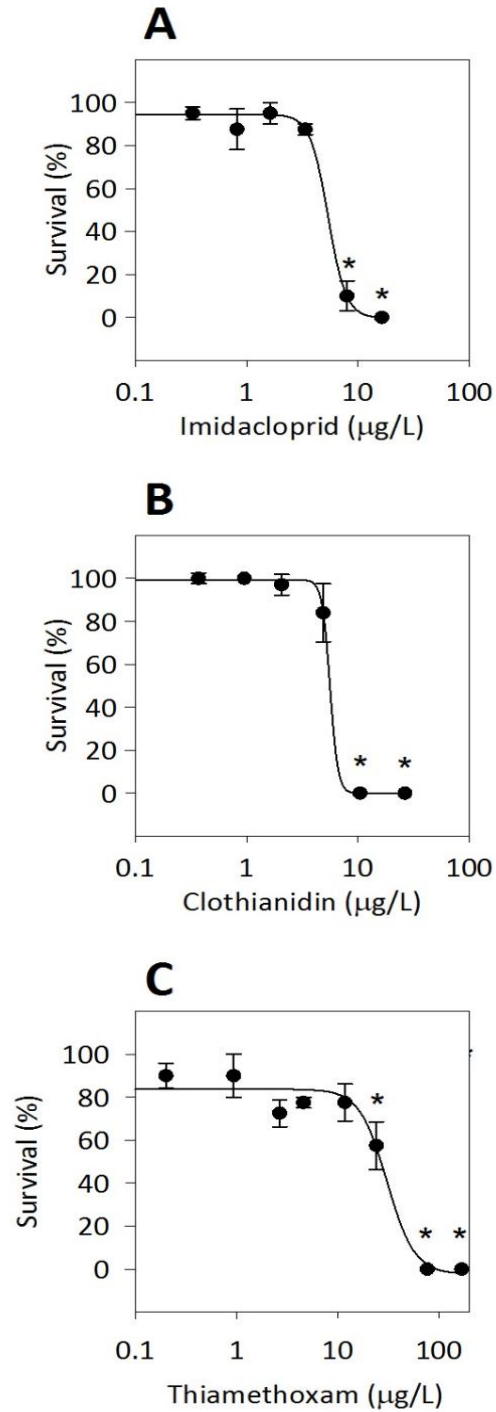 A
100
80
60
40
20
0
Survival (%)
*
*
0.1 1 10 100
Imidacloprid (μg/L)
B
100
80
60
40
20
0
Survival (%)
* *
0.1 1 10 100
Clothianidin (μg/L)
C
100
80
60
40
20
0
Survival (%)
*
* *
0.1 1 10 100
Thiamethoxam (μg/L)